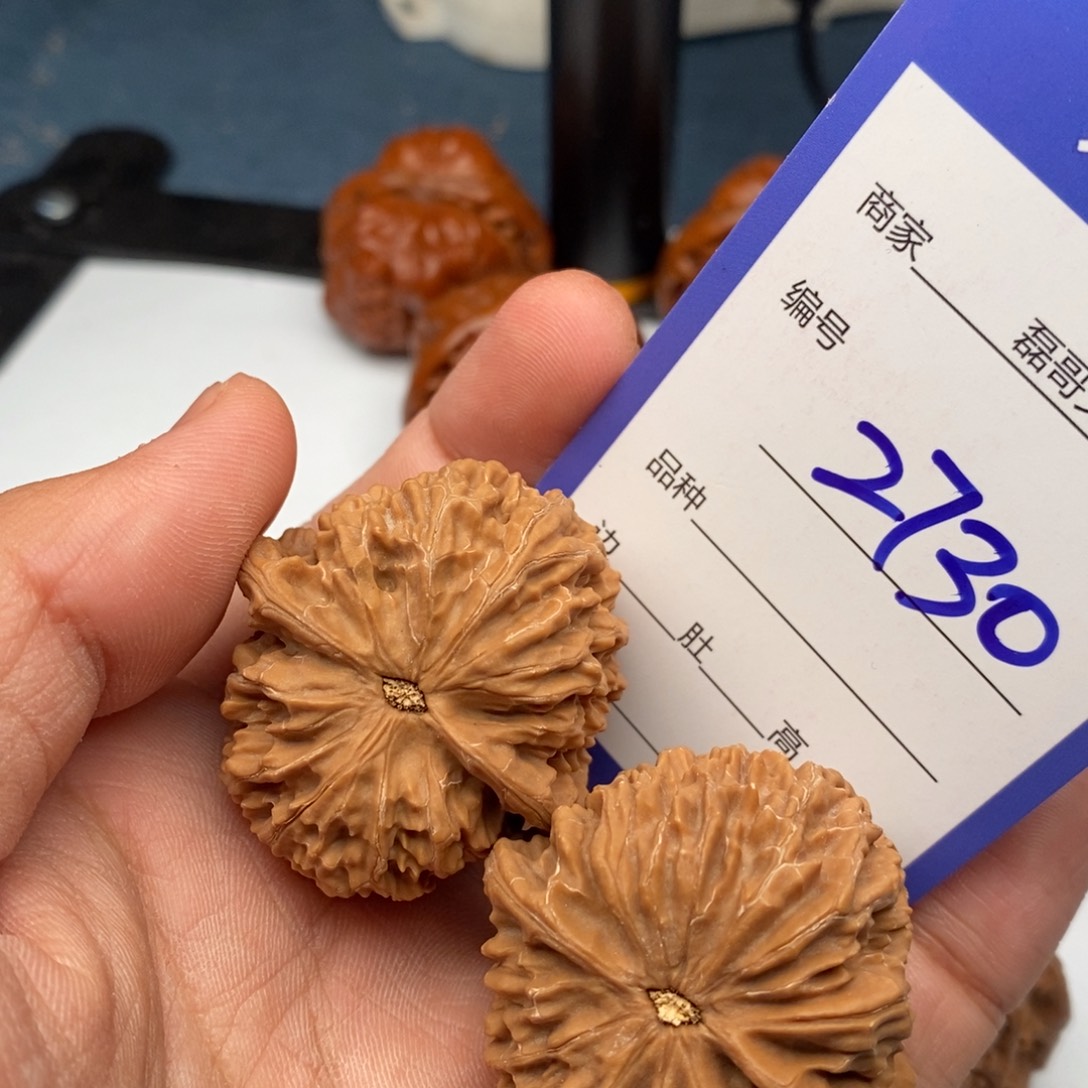 商家 磊哥
编号 2730
品种
边 肚 高